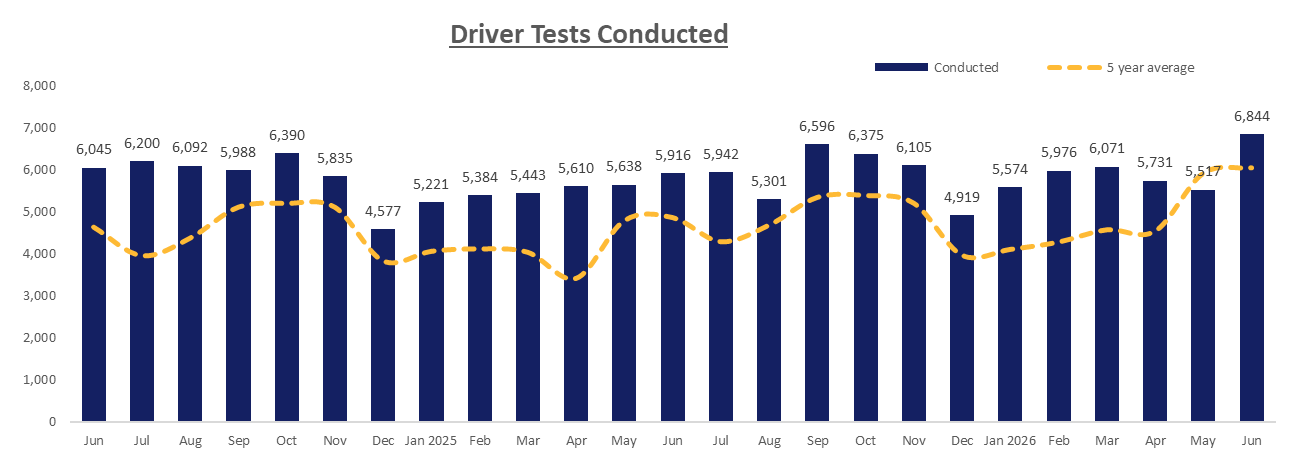 Driver Tests Conducted
Conducted 5 year average
8,000
7,000
6,000
5,000
4,000
3,000
2,000
1,000
0
6,045 6,200 6,092 5,988 6,390 5,835 4,577 5,221 5,384 5,443 5,610 5,638 5,916 5,942 5,301 6,596 6,375 6,105 4,919 5,574 5,976 6,071 5,731 5,517 6,844
Jun Jul Aug Sep Oct Nov Dec Jan 2025 Feb Mar Apr May Jun Jul Aug Sep Oct Nov Dec Jan 2026 Feb Mar Apr May Jun